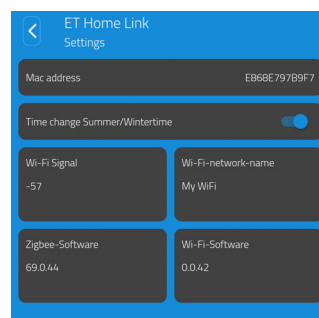 ET Home Link
Settings
Mac address E868E797B9F7
Time change Summer/Wintertime
Wi-Fi Signal
-57
Wi-Fi-network-name
My WiFi
Zigbee-Software
69.0.44
Wi-Fi-Software
0.0.42